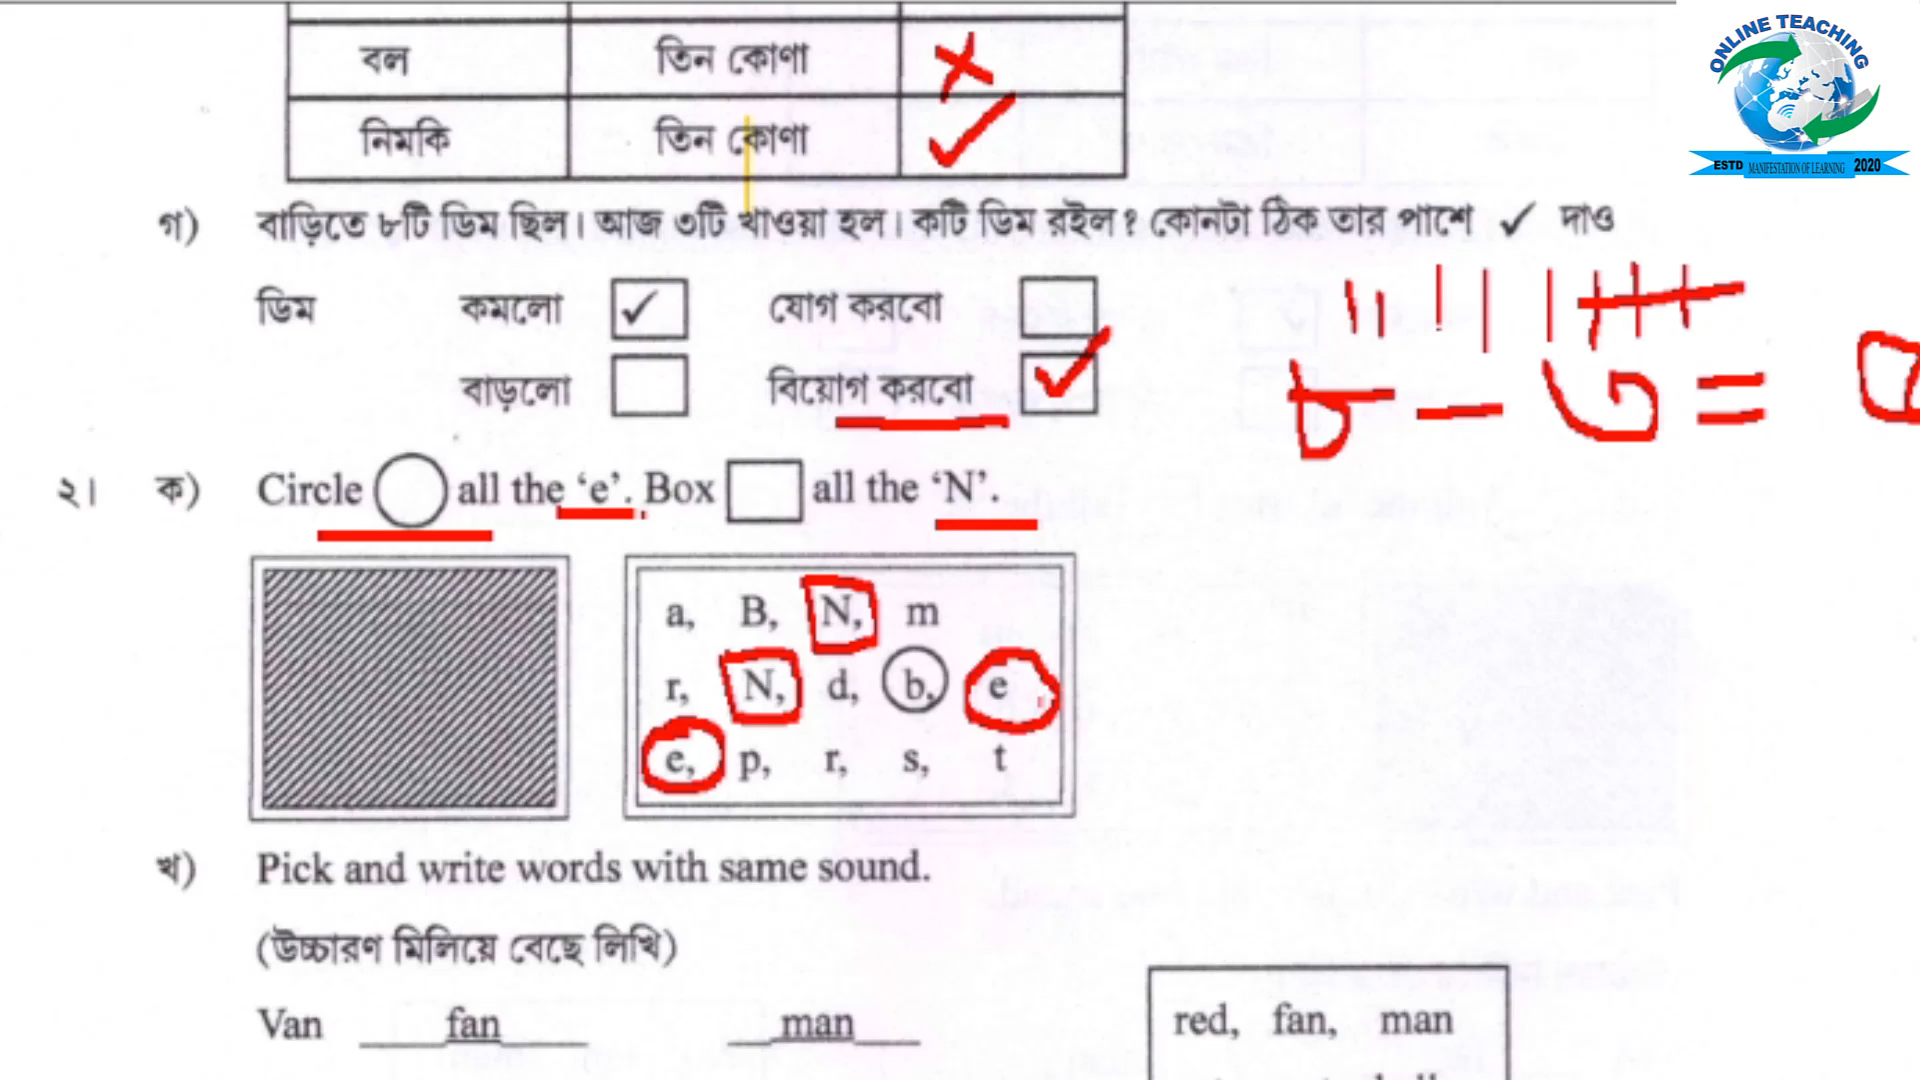 ONLINE TEACHING
ESTD MANIFESTATION OF LEARNING 2020
বল তিন কোণা
নিমকি তিন কোণা
গ) বাড়িতে ৮টি ডিম ছিল। আজ ৩টি খাওয়া হল। কটি ডিম রইল? কোনটা ঠিক তার পাশে ✓ দাও
ডিম কমলো ✓ যোগ করবো
বাড়লো বিয়োগ করবো ✓
৮ – ৩ =
২। ক) Circle all the ‘e’. Box all the ‘N’.
a, B, N, m
r, N, d, b, e
e, p, r, s, t
খ) Pick and write words with same sound.
(উচ্চারণ মিলিয়ে বেছে লিখি)
Van fan man
red, fan, man